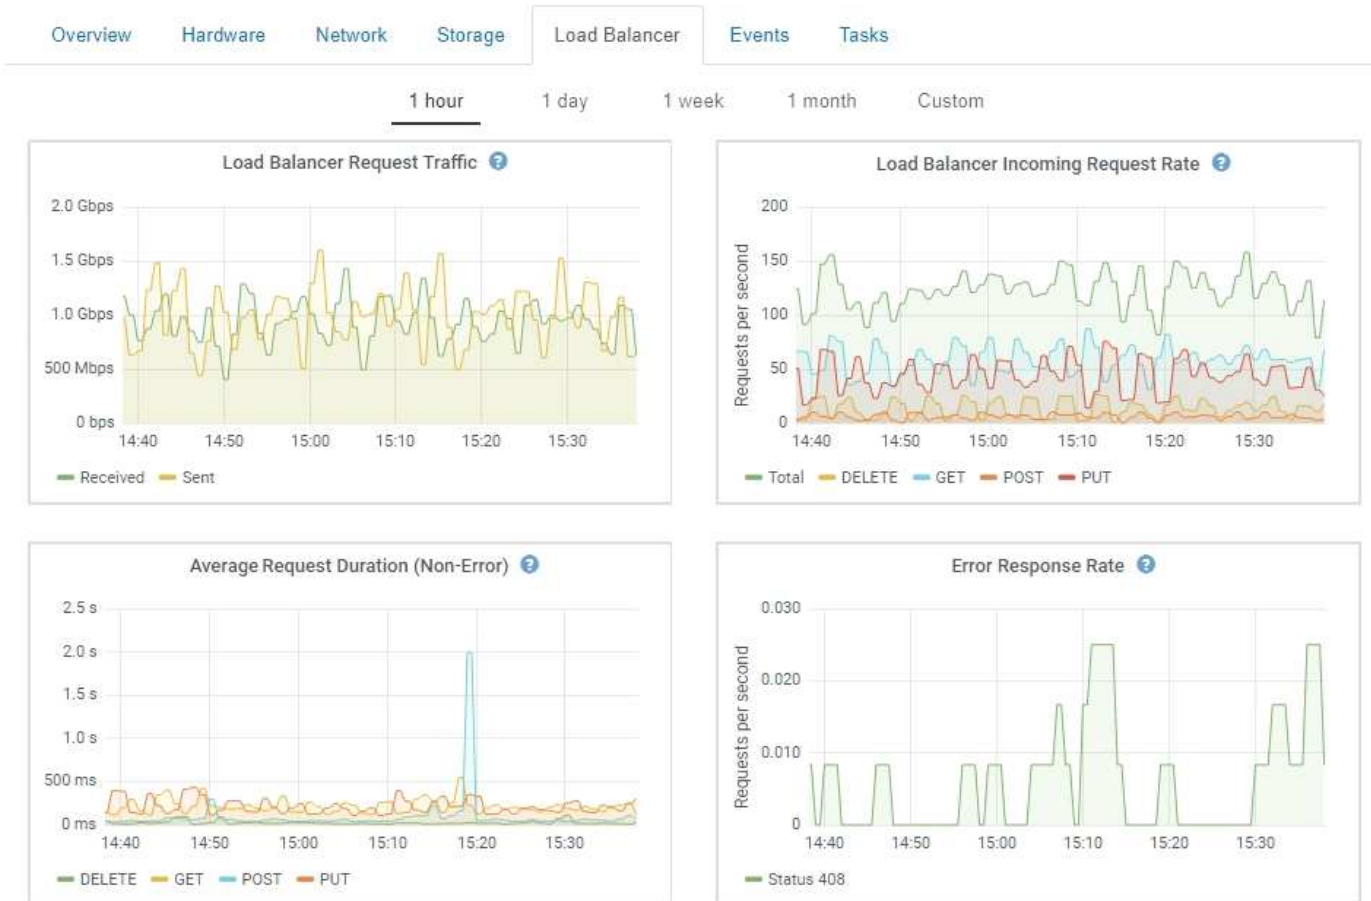 Overview Hardware Network Storage Load Balancer Events Tasks
1 hour 1 day 1 week 1 month Custom
Load Balancer Request Traffic ?
2.0 Gbps
1.5 Gbps
1.0 Gbps
500 Mbps
0 bps
14:40 14:50 15:00 15:10 15:20 15:30
Received Sent
Load Balancer Incoming Request Rate ?
Requests per second
200
150
100
50
0
14:40 14:50 15:00 15:10 15:20 15:30
Total DELETE GET POST PUT
Average Request Duration (Non-Error) ?
2.5 s
2.0 s
1.5 s
1.0 s
500 ms
0 ms
14:40 14:50 15:00 15:10 15:20 15:30
DELETE GET POST PUT
Error Response Rate ?
Requests per second
0.030
0.020
0.010
0
14:40 14:50 15:00 15:10 15:20 15:30
Status 408